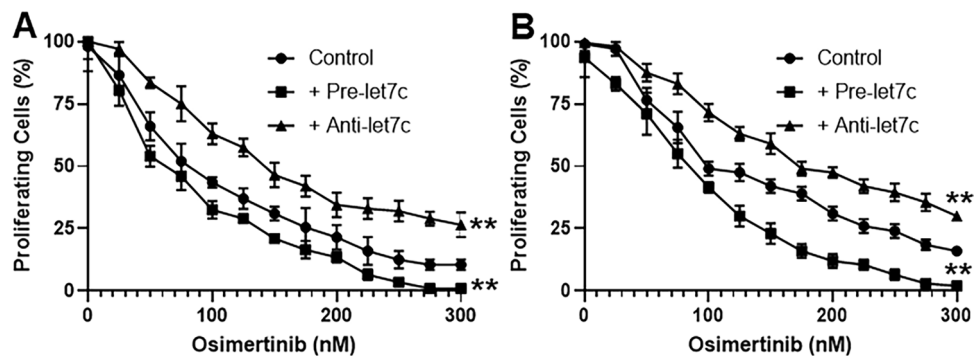 A
Proliferating Cells (%)
100
75
50
25
0
Control
+ Pre-let7c
+ Anti-let7c
**
**
0
100
200
300
Osimertinib (nM)
B
Proliferating Cells (%)
100
75
50
25
0
Control
+ Pre-let7c
+ Anti-let7c
**
**
0
100
200
300
Osimertinib (nM)